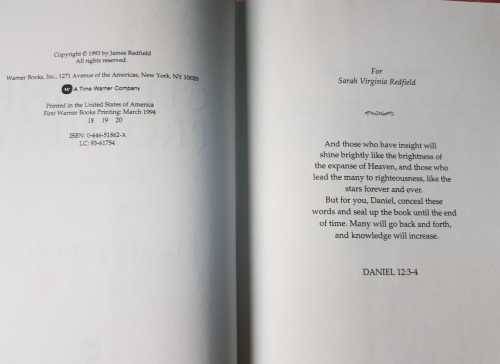 Copyright © 1993 by James Redfield
All rights reserved.
Warner Books, Inc., 1271 Avenue of the Americas, New York, NY 10020
W A Time Warner Company
Printed in the United States of America
First Warner Books Printing: March 1994
18 19 20
ISBN: 0-446-51862-X
LC: 93-61754
For
Sarah Virginia Redfield
And those who have insight will
shine brightly like the brightness of
the expanse of Heaven, and those who
lead the many to righteousness, like the
stars forever and ever.
But for you, Daniel, conceal these
words and seal up the book until the end
of time. Many will go back and forth,
and knowledge will increase.
DANIEL 12:3-4